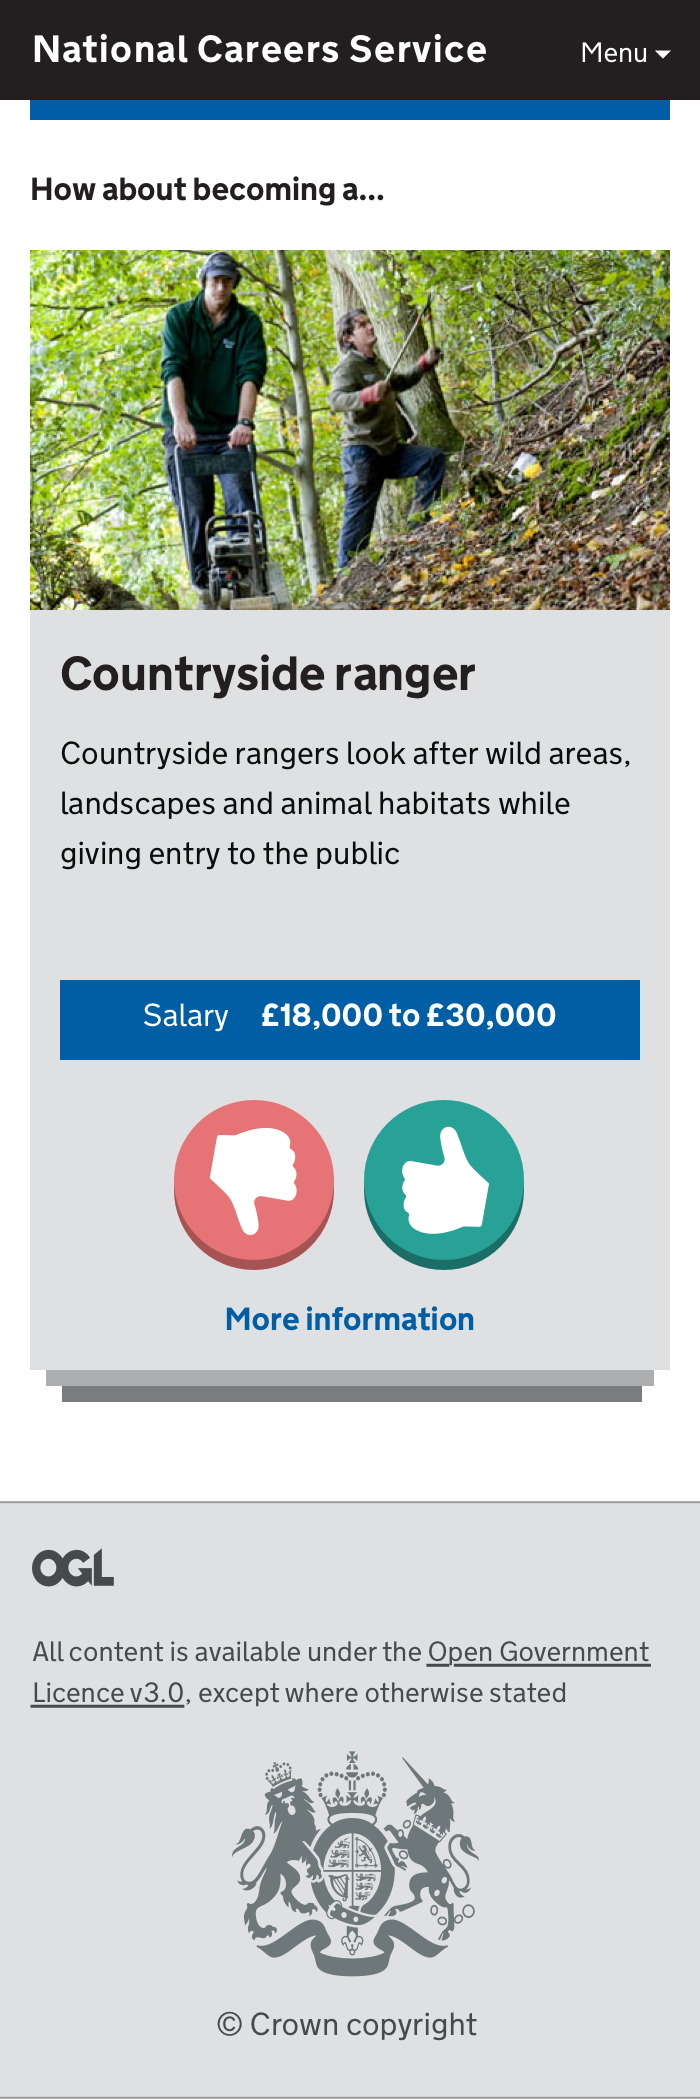 National Careers Service
Menu
How about becoming a...
Countryside ranger
Countryside rangers look after wild areas,
landscapes and animal habitats while
giving entry to the public
Salary £18,000 to £30,000
More information
OGL
All content is available under the Open Government
Licence v3.0, except where otherwise stated
© Crown copyright